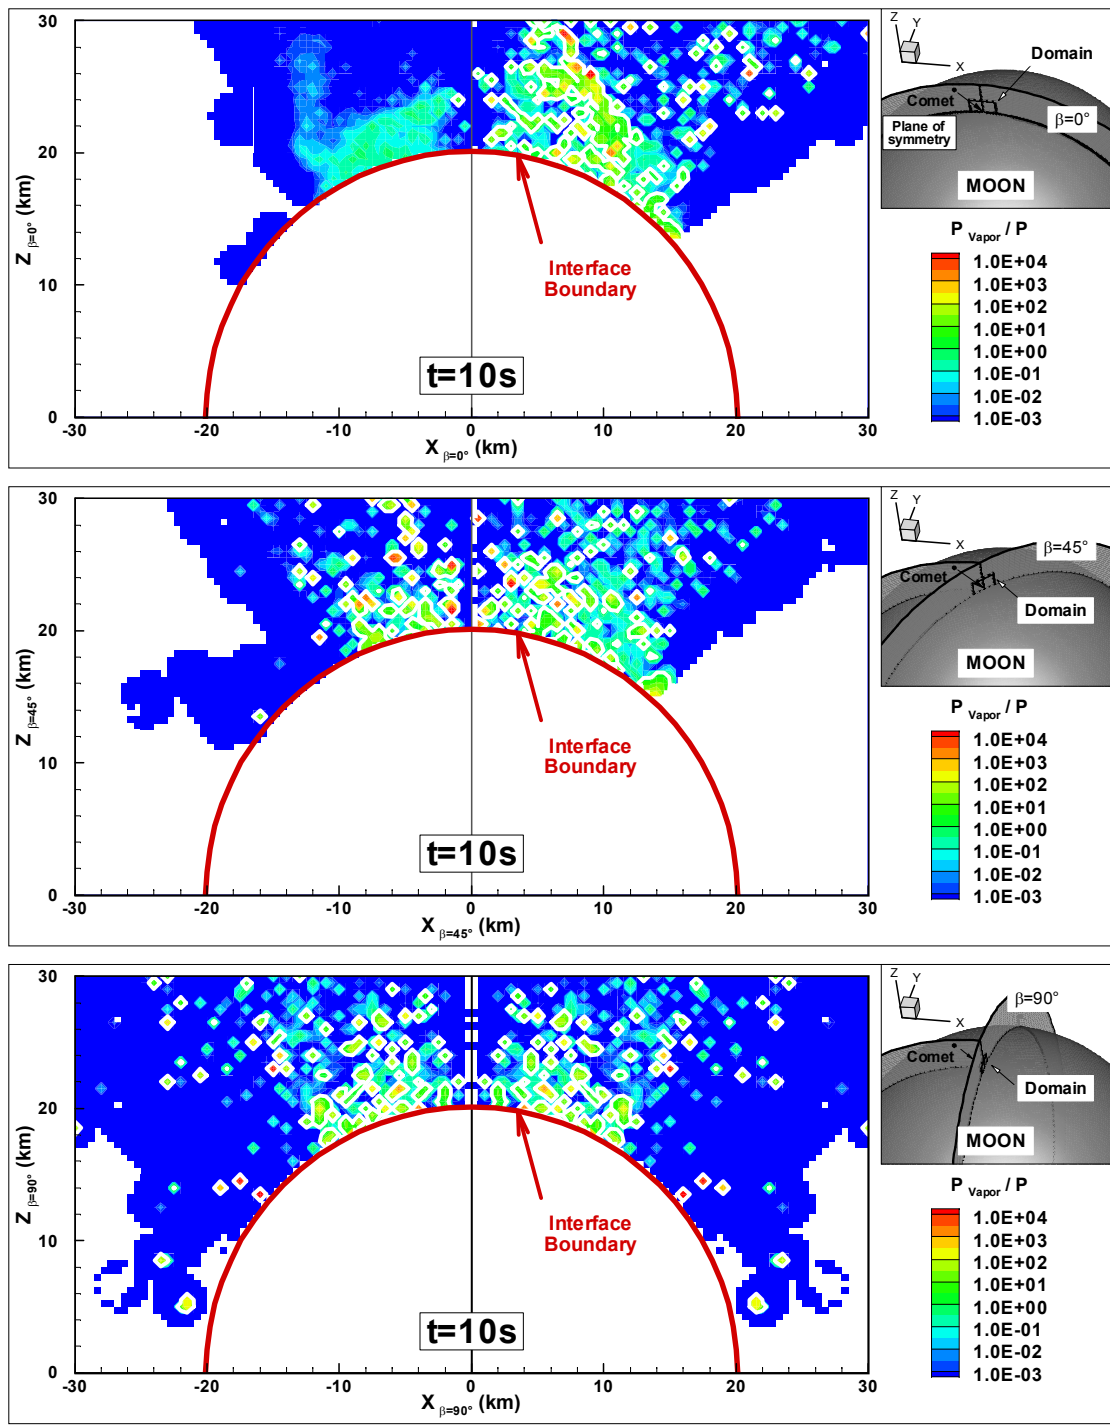 30
20
10
0
Z β=0° (km)
-30 -20 -10 0 10 20 30
X β=0° (km)
Interface
Boundary
t=10s
Z
Y
X
Domain
Comet
β=0°
Plane of
symmetry
MOON
P Vapor / P
1.0E+04
1.0E+03
1.0E+02
1.0E+01
1.0E+00
1.0E-01
1.0E-02
1.0E-03
30
20
10
0
Z β=45° (km)
-30 -20 -10 0 10 20 30
X β=45° (km)
Interface
Boundary
t=10s
Z
Y
X
β=45°
Comet
Domain
MOON
P Vapor / P
1.0E+04
1.0E+03
1.0E+02
1.0E+01
1.0E+00
1.0E-01
1.0E-02
1.0E-03
30
20
10
0
Z β=90° (km)
-30 -20 -10 0 10 20 30
X β=90° (km)
Interface
Boundary
t=10s
Z
Y
X
β=90°
Comet
Domain
MOON
P Vapor / P
1.0E+04
1.0E+03
1.0E+02
1.0E+01
1.0E+00
1.0E-01
1.0E-02
1.0E-03